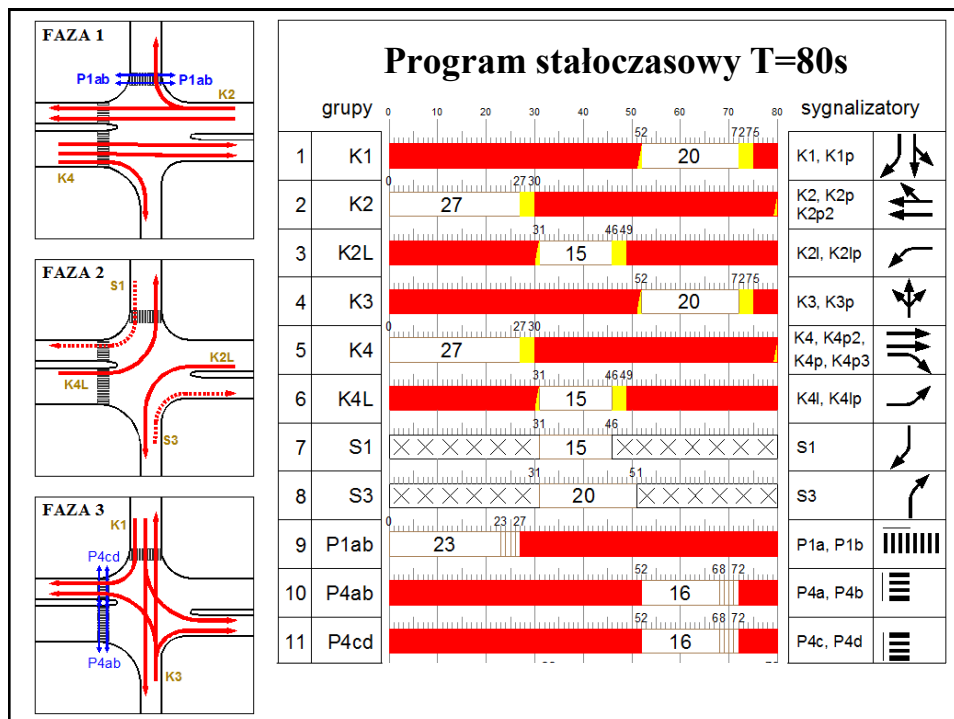 FAZA 1
P1ab
P1ab
K2
K4
FAZA 2
S1
K2L
K4L
S3
FAZA 3
K1
P4cd
P4ab
K3
Program stałoczasowy T=80s
grupy
sygnalizatory
0 10 20 30 40 50 60 70 80
52 72 75
1 K1 20 K1, K1p
0 27 30
2 K2 27 K2, K2p
K2p2
31 46 49
3 K2L 15 K2l, K2lp
52 72 75
4 K3 20 K3, K3p
0 27 30
5 K4 27 K4, K4p2,
K4p, K4p3
31 46 49
6 K4L 15 K4l, K4lp
31 46
7 S1 15 S1
31 51
8 S3 20 S3
0 23 27
9 P1ab 23 P1a, P1b
52 68 72
10 P4ab 16 P4a, P4b
52 68 72
11 P4cd 16 P4c, P4d